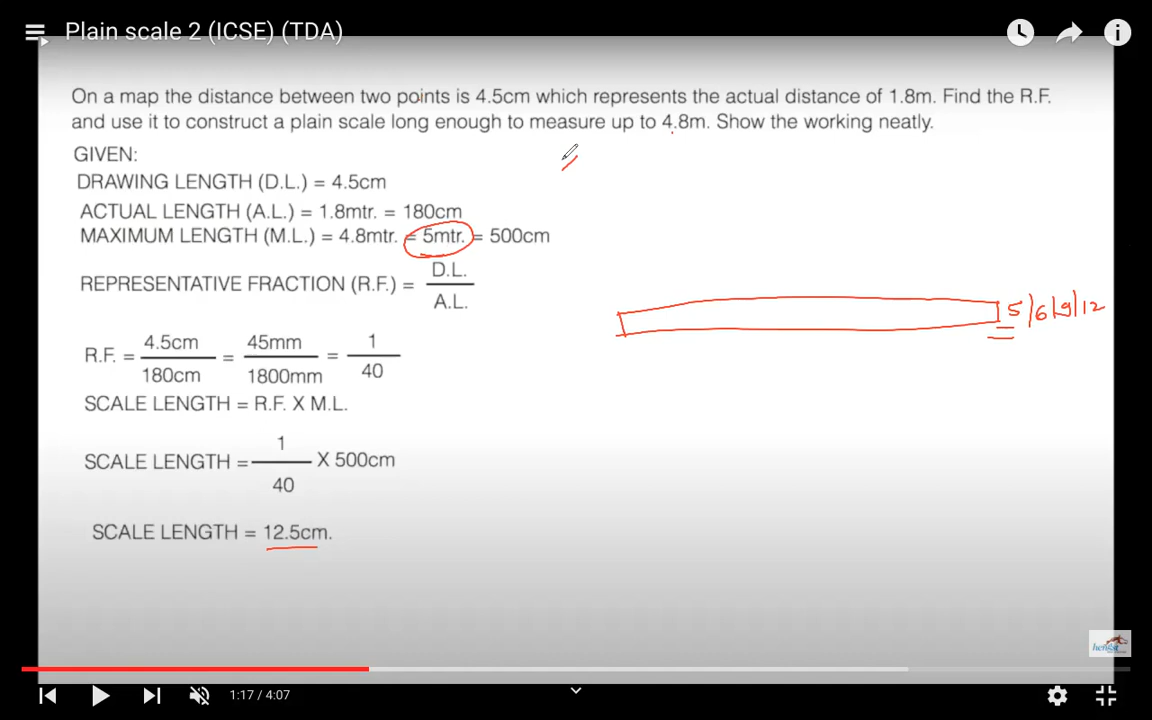 Plain scale 2 (ICSE) (TDA)
On a map the distance between two points is 4.5cm which represents the actual distance of 1.8m. Find the R.F.
and use it to construct a plain scale long enough to measure up to 4.8m. Show the working neatly.
GIVEN:
DRAWING LENGTH (D.L.) = 4.5cm
ACTUAL LENGTH (A.L.) = 1.8mtr. = 180cm
MAXIMUM LENGTH (M.L.) = 4.8mtr. = 5mtr. = 500cm
REPRESENTATIVE FRACTION (R.F.) = D.L.
A.L.
5/6/9/12
R.F. = 4.5cm = 45mm = 1
180cm 1800mm 40
SCALE LENGTH = R.F. X M.L.
SCALE LENGTH = 1 X 500cm
40
SCALE LENGTH = 12.5cm.
hengst
1:17 / 4:07